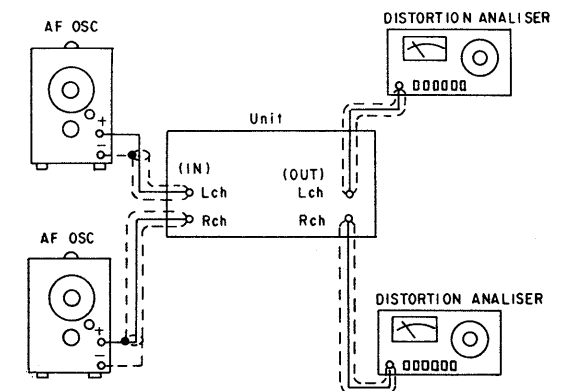 AF OSC
DISTORTION ANALISER
+
−
Unit
(IN)
(OUT)
Lch
Lch
Rch
Rch
AF OSC
DISTORTION ANALISER
+
−